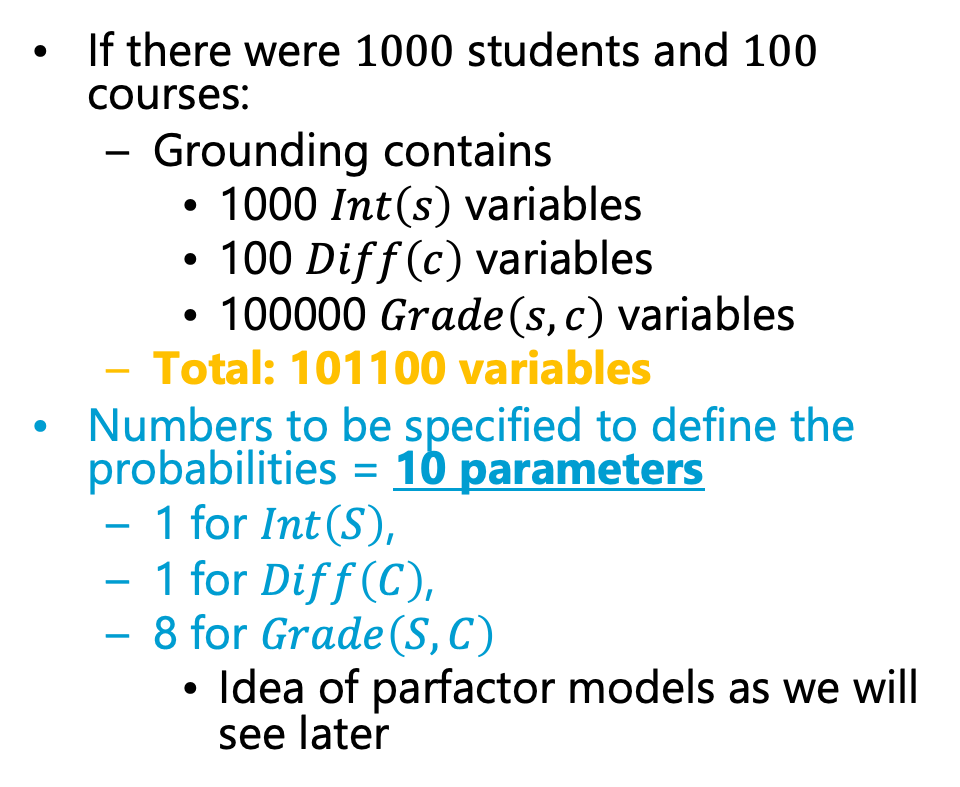 • If there were 1000 students and 100
courses:
– Grounding contains
• 1000 𝐼𝑛𝑡(𝑠) variables
• 100 𝐷𝑖𝑓𝑓(𝑐) variables
• 100000 𝐺𝑟𝑎𝑑𝑒(𝑠, 𝑐) variables
– Total: 101100 variables
• Numbers to be specified to define the
probabilities = 10 parameters
– 1 for 𝐼𝑛𝑡(𝑆),
– 1 for 𝐷𝑖𝑓𝑓(𝐶),
– 8 for 𝐺𝑟𝑎𝑑𝑒(𝑆, 𝐶)
• Idea of parfactor models as we will
see later